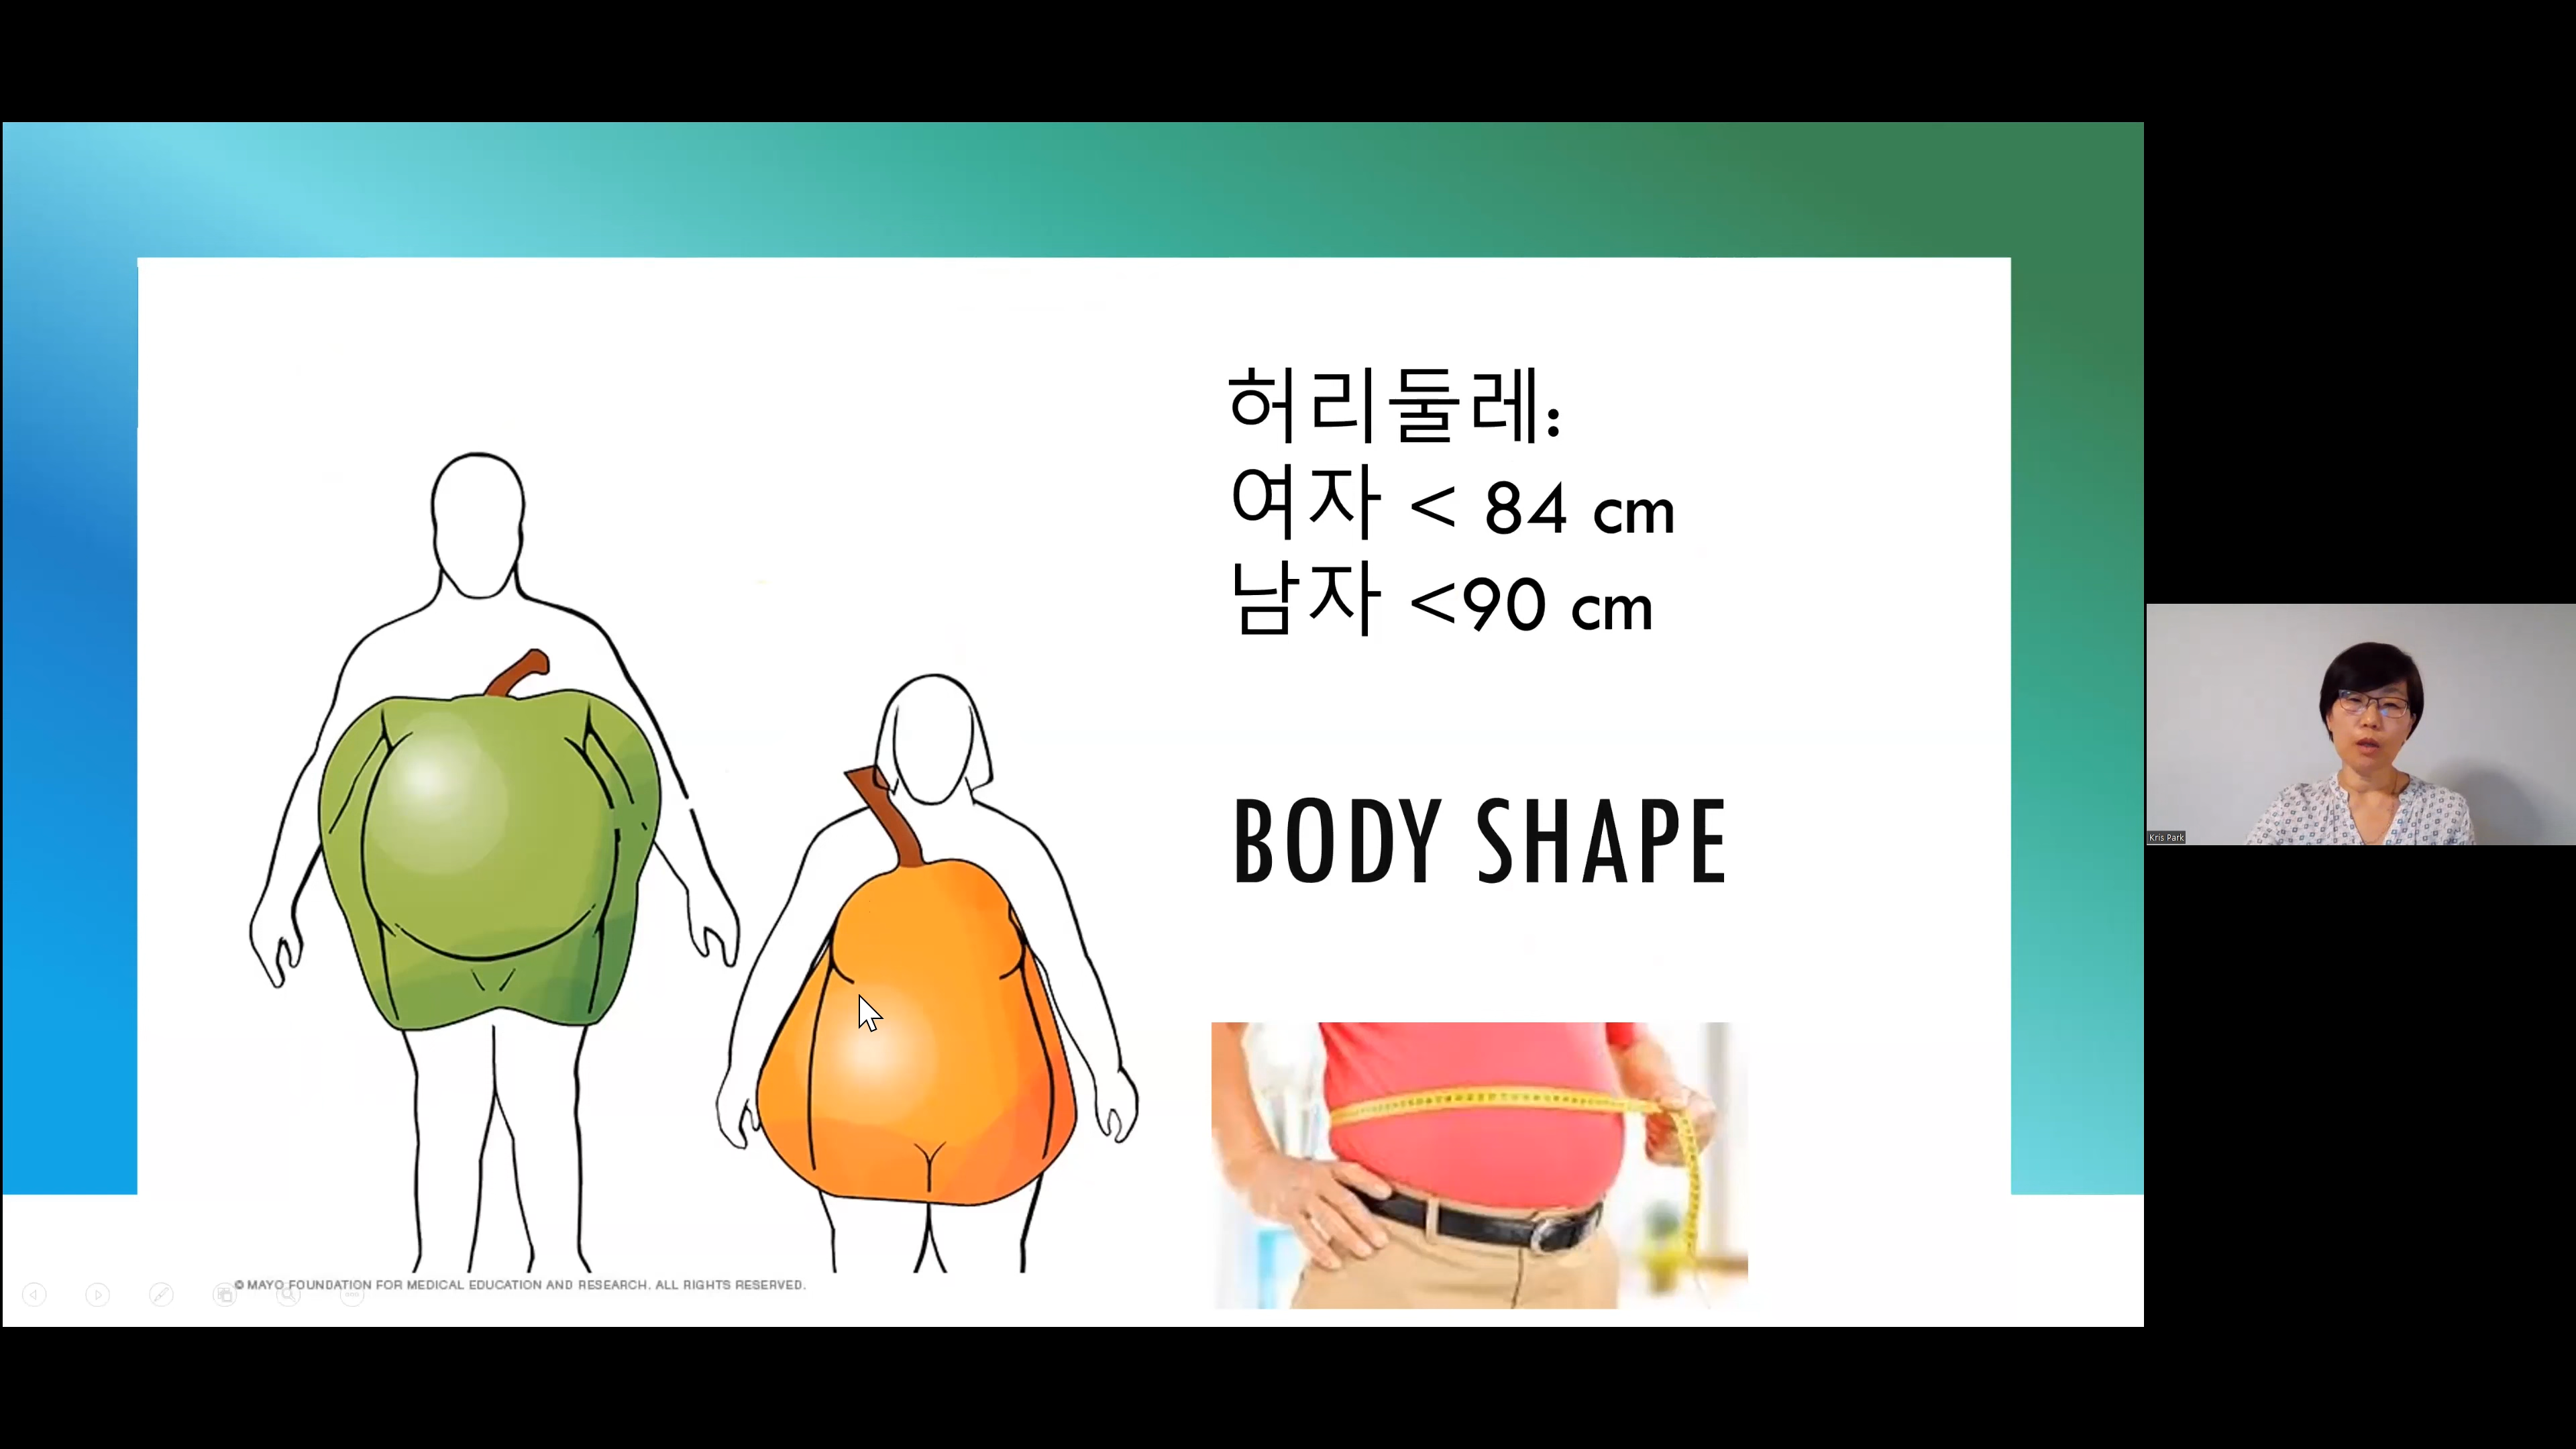 허리둘레:
여자 < 84 cm
남자 <90 cm
BODY SHAPE
© MAYO FOUNDATION FOR MEDICAL EDUCATION AND RESEARCH. ALL RIGHTS RESERVED.
Kris Park